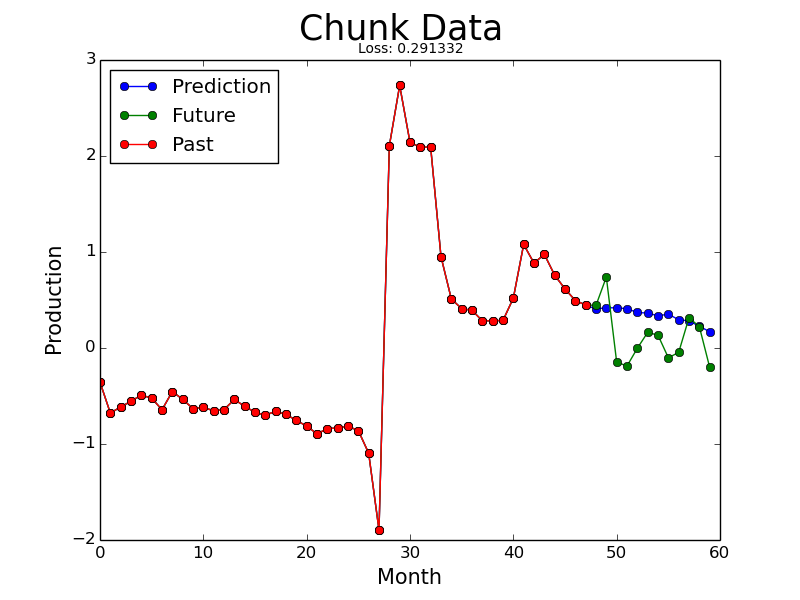 Chunk Data
Loss: 0.291332
Prediction
Future
Past
3
2
1
0
−1
−2
Production
0 10 20 30 40 50 60
Month